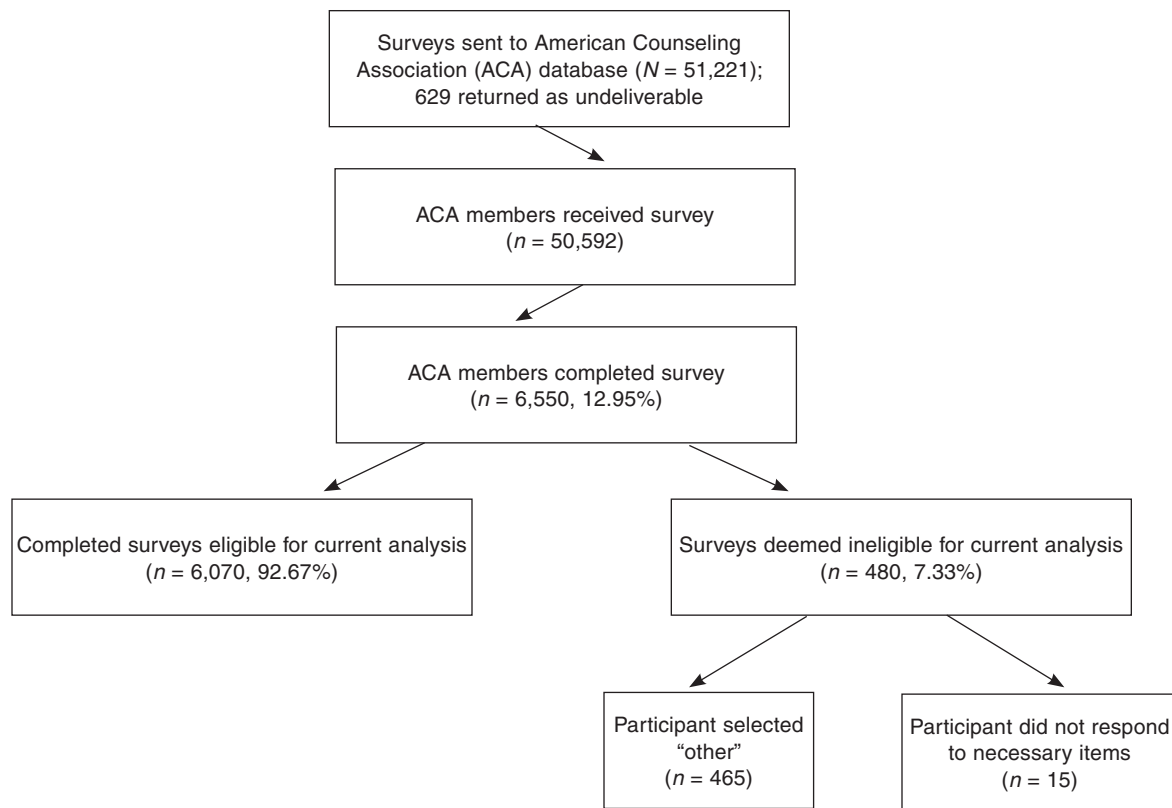 Surveys sent to American Counseling
Association (ACA) database (N = 51,221);
629 returned as undeliverable
ACA members received survey
(n = 50,592)
ACA members completed survey
(n = 6,550, 12.95%)
Completed surveys eligible for current analysis
(n = 6,070, 92.67%)
Surveys deemed ineligible for current analysis
(n = 480, 7.33%)
Participant selected
“other”
(n = 465)
Participant did not respond
to necessary items
(n = 15)